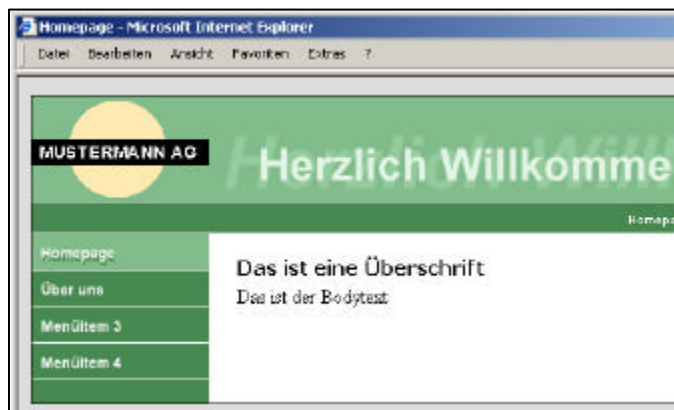 Homepage - Microsoft Internet Explorer
Datei Bearbeiten Ansicht Favoriten Extras ?
MUSTERMANN AG
Herzlich Willkomme
Homepa
Homepage
Über uns
Menüitem 3
Menüitem 4
Das ist eine Überschrift
Das ist der Bodytext